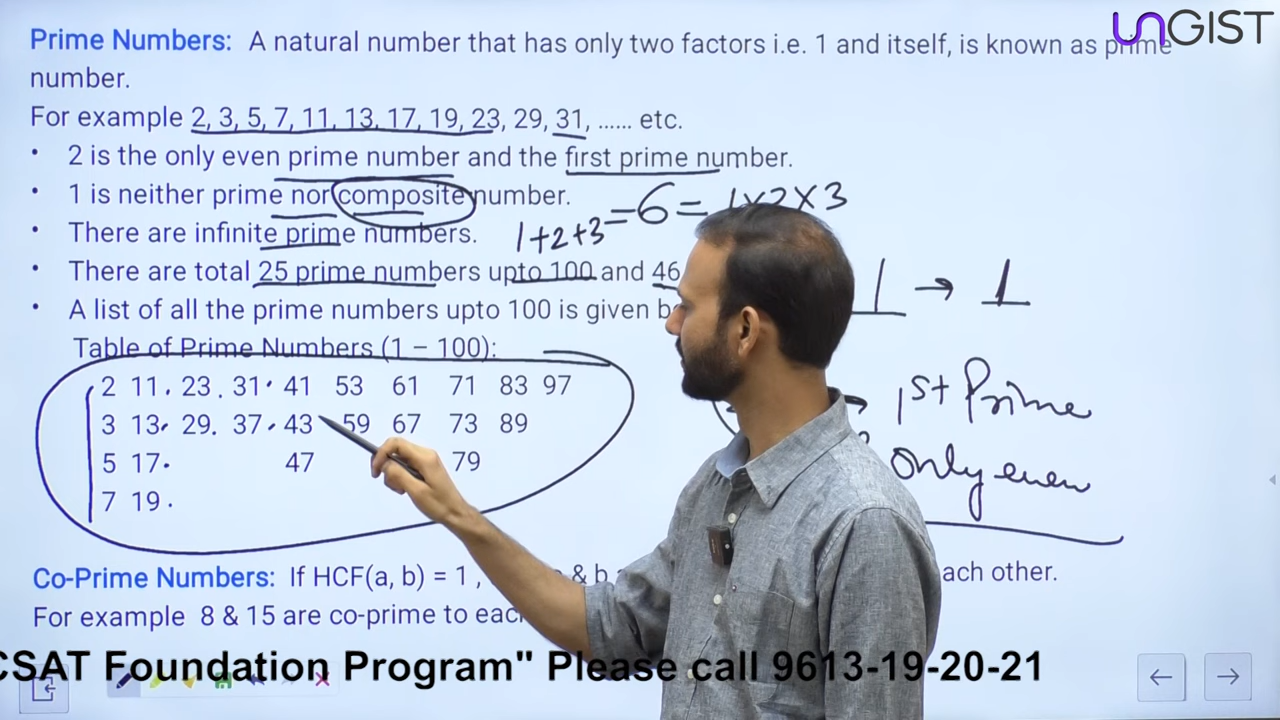 UNGIST
Prime Numbers: A natural number that has only two factors i.e. 1 and itself, is known as prime
number.
For example 2, 3, 5, 7, 11, 13, 17, 19, 23, 29, 31, ...... etc.
• 2 is the only even prime number and the first prime number.
• 1 is neither prime nor composite number.
1+2+3 = 6 = 1×2×3
• There are infinite prime numbers.
• There are total 25 prime numbers upto 100 and 46
1 → 1
• A list of all the prime numbers upto 100 is given
Table of Prime Numbers (1 – 100):
2 11 23 31 41 53 61 71 83 97
3 13 29 37 43 59 67 73 89
5 17 47 79
7 19
→ 1st Prime
only even
Co-Prime Numbers: If HCF(a, b) = 1, & b ach other.
For example 8 & 15 are co-prime to
CSAT Foundation Program" Please call 9613-19-20-21